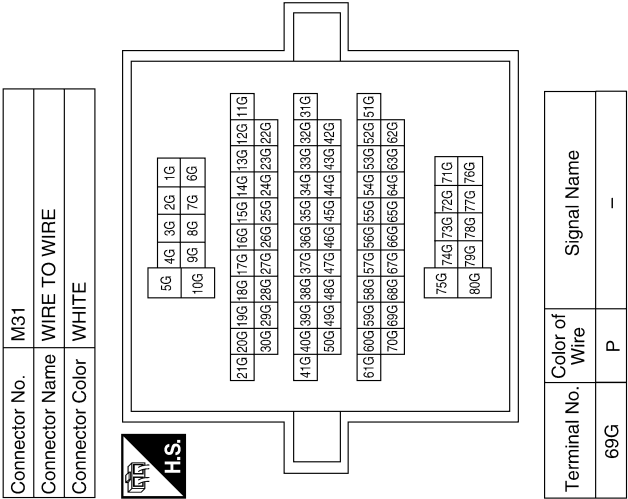 Connector No. M31
Connector Name WIRE TO WIRE
Connector Color WHITE
H.S.
5G 4G 3G 2G 1G
10G 9G 8G 7G 6G
21G 20G 19G 18G 17G 16G 15G 14G 13G 12G 11G
30G 29G 28G 27G 26G 25G 24G 23G 22G
41G 40G 39G 38G 37G 36G 35G 34G 33G 32G 31G
50G 49G 48G 47G 46G 45G 44G 43G 42G
61G 60G 59G 58G 57G 56G 55G 54G 53G 52G 51G
70G 69G 68G 67G 66G 65G 64G 63G 62G
75G 74G 73G 72G 71G
80G 79G 78G 77G 76G
Terminal No. Color of Wire Signal Name
69G P –